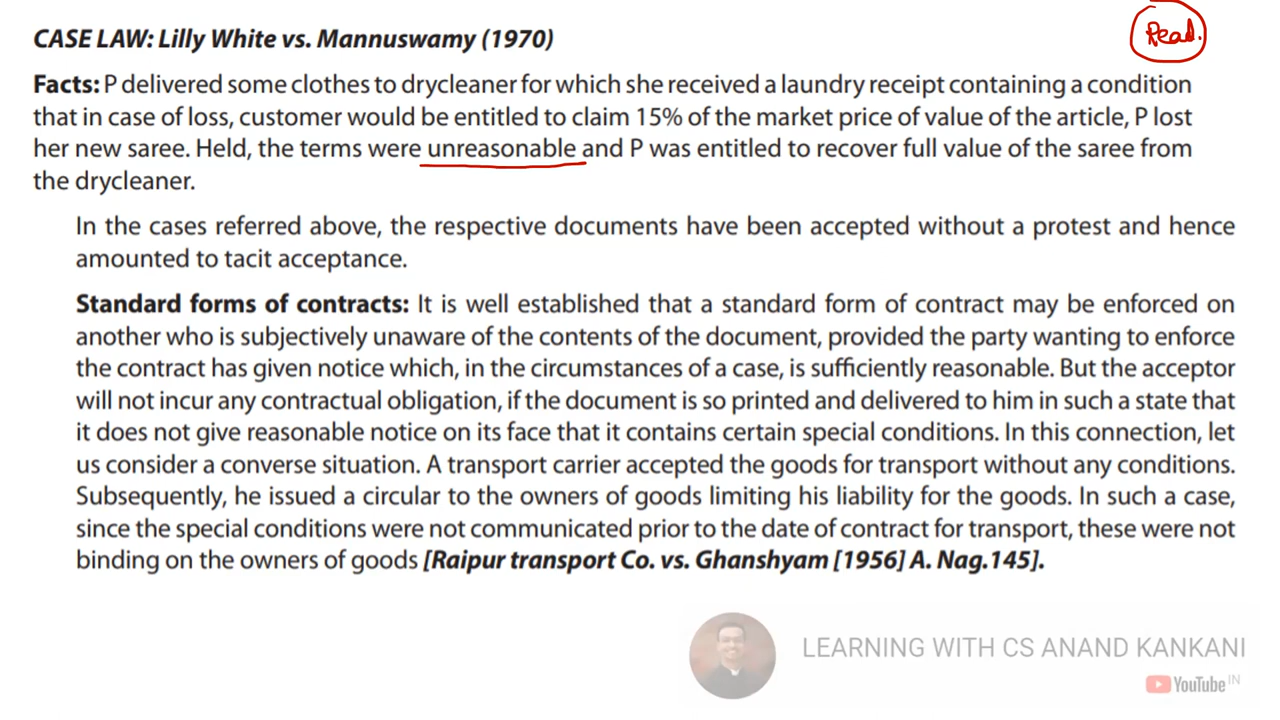 Read.
CASE LAW: Lilly White vs. Mannuswamy (1970)
Facts: P delivered some clothes to drycleaner for which she received a laundry receipt containing a condition
that in case of loss, customer would be entitled to claim 15% of the market price of value of the article, P lost
her new saree. Held, the terms were unreasonable and P was entitled to recover full value of the saree from
the drycleaner.
In the cases referred above, the respective documents have been accepted without a protest and hence
amounted to tacit acceptance.
Standard forms of contracts: It is well established that a standard form of contract may be enforced on
another who is subjectively unaware of the contents of the document, provided the party wanting to enforce
the contract has given notice which, in the circumstances of a case, is sufficiently reasonable. But the acceptor
will not incur any contractual obligation, if the document is so printed and delivered to him in such a state that
it does not give reasonable notice on its face that it contains certain special conditions. In this connection, let
us consider a converse situation. A transport carrier accepted the goods for transport without any conditions.
Subsequently, he issued a circular to the owners of goods limiting his liability for the goods. In such a case,
since the special conditions were not communicated prior to the date of contract for transport, these were not
binding on the owners of goods [Raipur transport Co. vs. Ghanshyam [1956] A. Nag.145].
LEARNING WITH CS ANAND KANKANI
YouTube IN